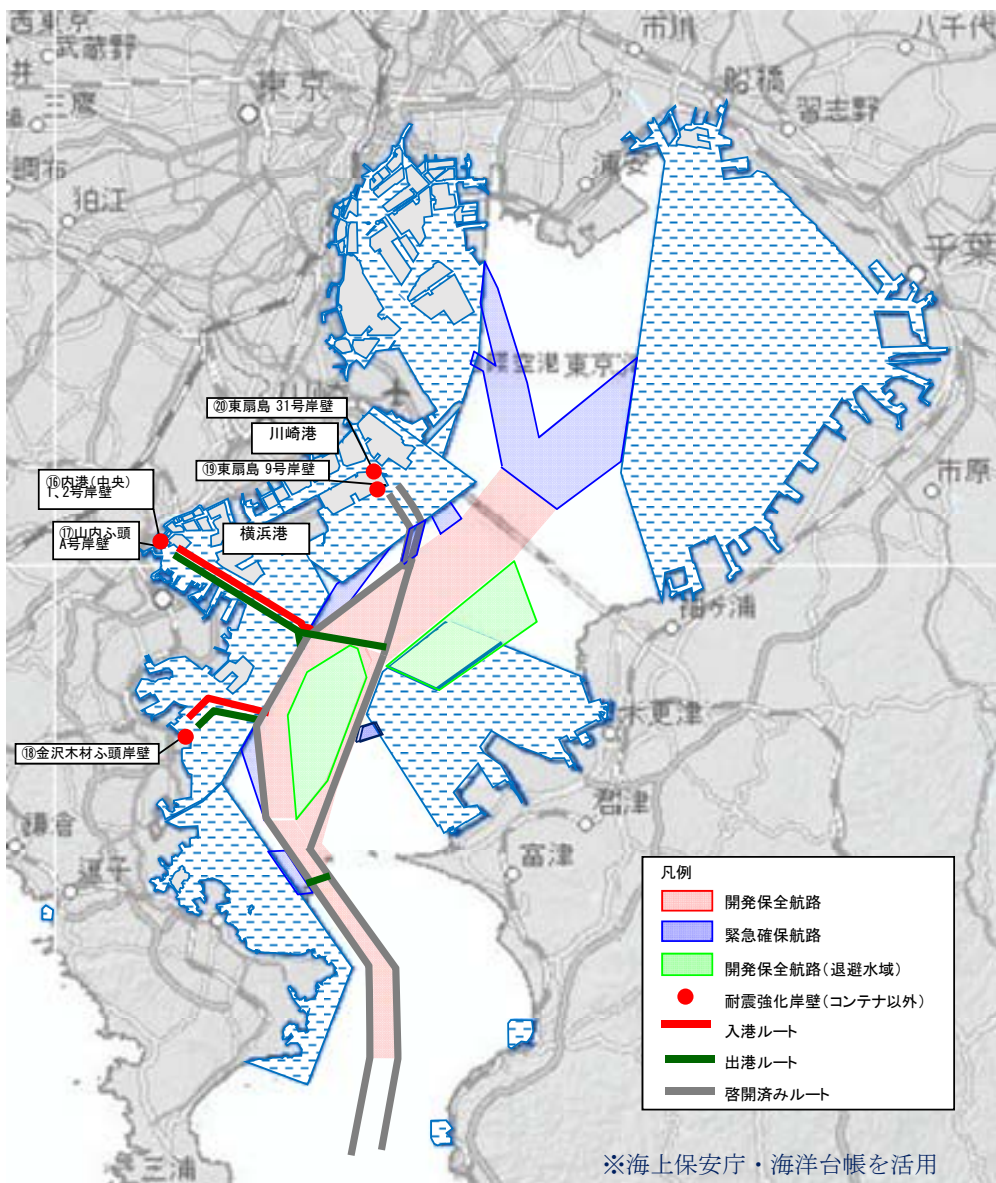 西東京
武蔵野
三鷹
調布
狛江
東京
市川
八千代
船橋
習志野
浦安
千葉
空港
東京
⑳東扇島 31号岸壁
川崎港
⑲東扇島 9号岸壁
⑯内港(中央)
1、2号岸壁
⑰山内ふ頭
A号岸壁
横浜港
市原
袖ヶ浦
木更津
⑱金沢木材ふ頭岸壁
君津
鎌倉
富津
逗子
凡例
開発保全航路
緊急確保航路
開発保全航路(退避水域)
耐震強化岸壁(コンテナ以外)
入港ルート
出港ルート
啓開済みルート
三浦
※海上保安庁・海洋台帳を活用